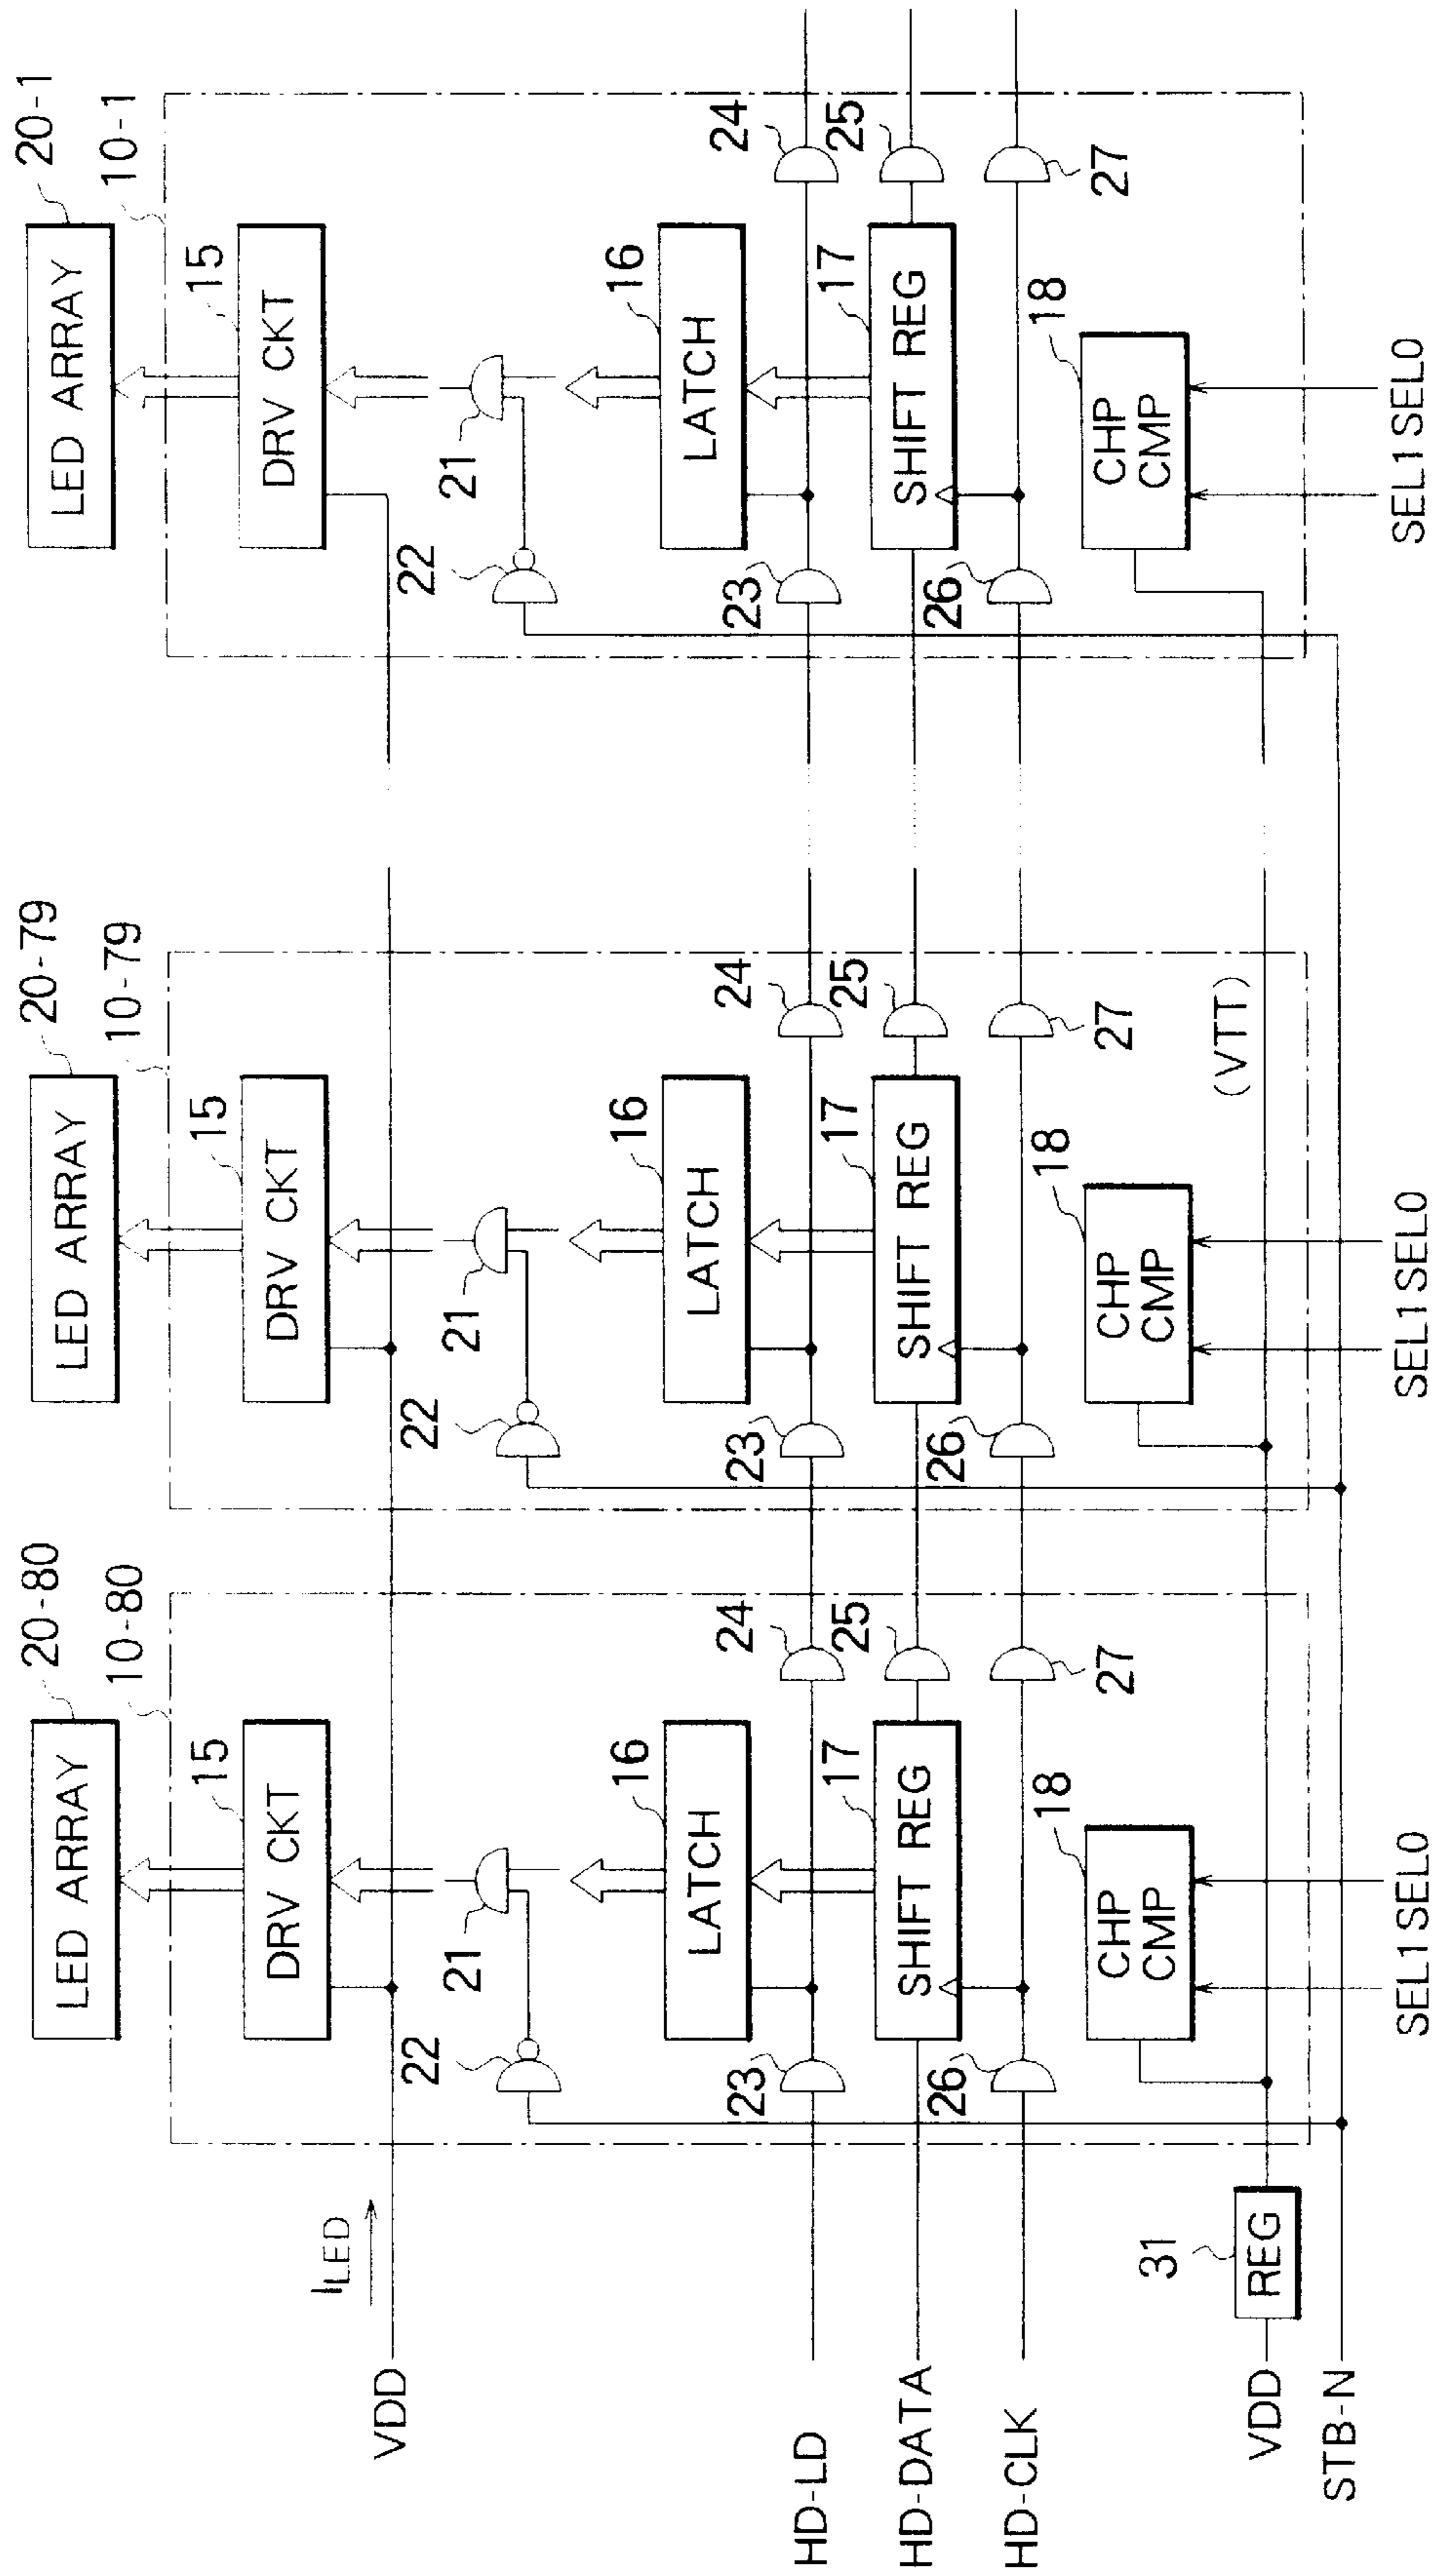 20-80
20-79
20-1
LED ARRAY
LED ARRAY
LED ARRAY
10-80
10-79
10-1
15
15
15
DRV CKT
DRV CKT
DRV CKT
ILED
VDD
22
21
22
21
22
21
16
16
16
LATCH
LATCH
LATCH
23
24
23
24
23
24
HD-LD
17
25
17
25
17
25
SHIFT REG
SHIFT REG
SHIFT REG
HD-DATA
26
26
26
HD-CLK
18
27
18
27
18
27
CHP
CMP
CHP
CMP
CHP
CMP
31
(VTT)
VDD
REG
STB-N
SEL1 SEL0
SEL1 SEL0
SEL1 SEL0